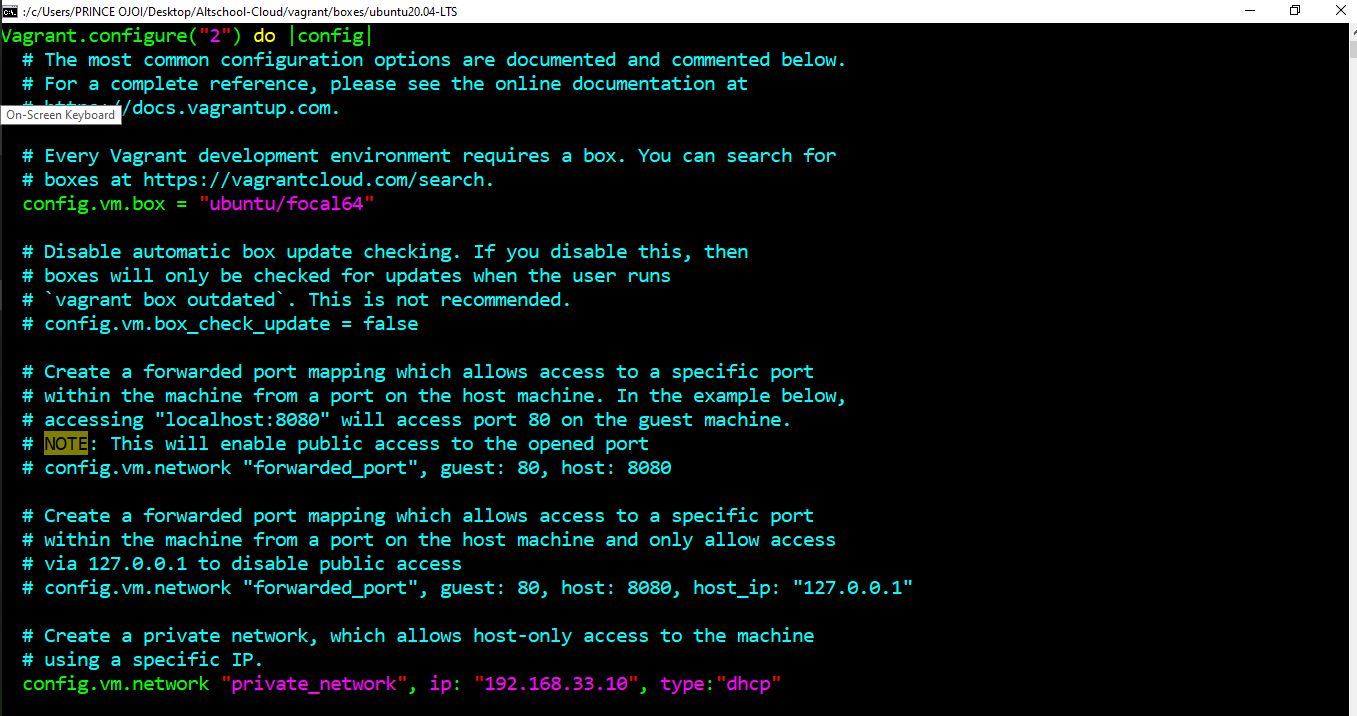 :/c/Users/PRINCE OJOI/Desktop/Altschool-Cloud/vagrant/boxes/ubuntu20.04-LTS
Vagrant.configure("2") do |config|
  # The most common configuration options are documented and commented below.
  # For a complete reference, please see the online documentation at
  # https://docs.vagrantup.com.
On-Screen Keyboard

  # Every Vagrant development environment requires a box. You can search for
  # boxes at https://vagrantcloud.com/search.
  config.vm.box = "ubuntu/focal64"

  # Disable automatic box update checking. If you disable this, then
  # boxes will only be checked for updates when the user runs
  # `vagrant box outdated`. This is not recommended.
  # config.vm.box_check_update = false

  # Create a forwarded port mapping which allows access to a specific port
  # within the machine from a port on the host machine. In the example below,
  # accessing "localhost:8080" will access port 80 on the guest machine.
  # NOTE: This will enable public access to the opened port
  # config.vm.network "forwarded_port", guest: 80, host: 8080

  # Create a forwarded port mapping which allows access to a specific port
  # within the machine from a port on the host machine and only allow access
  # via 127.0.0.1 to disable public access
  # config.vm.network "forwarded_port", guest: 80, host: 8080, host_ip: "127.0.0.1"

  # Create a private network, which allows host-only access to the machine
  # using a specific IP.
  config.vm.network "private_network", ip: "192.168.33.10", type:"dhcp"